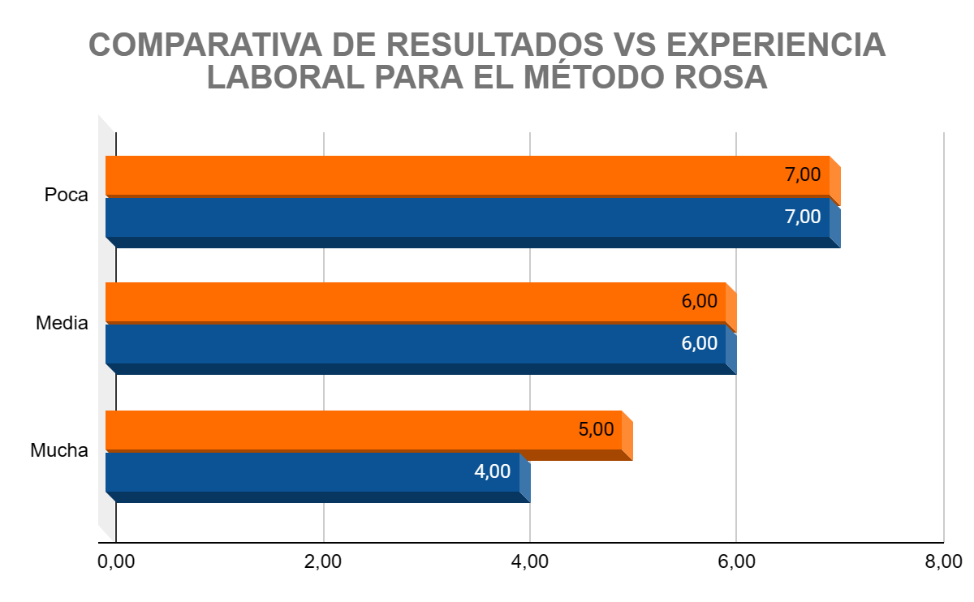 COMPARATIVA DE RESULTADOS VS EXPERIENCIA
LABORAL PARA EL MÉTODO ROSA
Poca
7,00
7,00
Media
6,00
6,00
Mucha
5,00
4,00
0,00 2,00 4,00 6,00 8,00